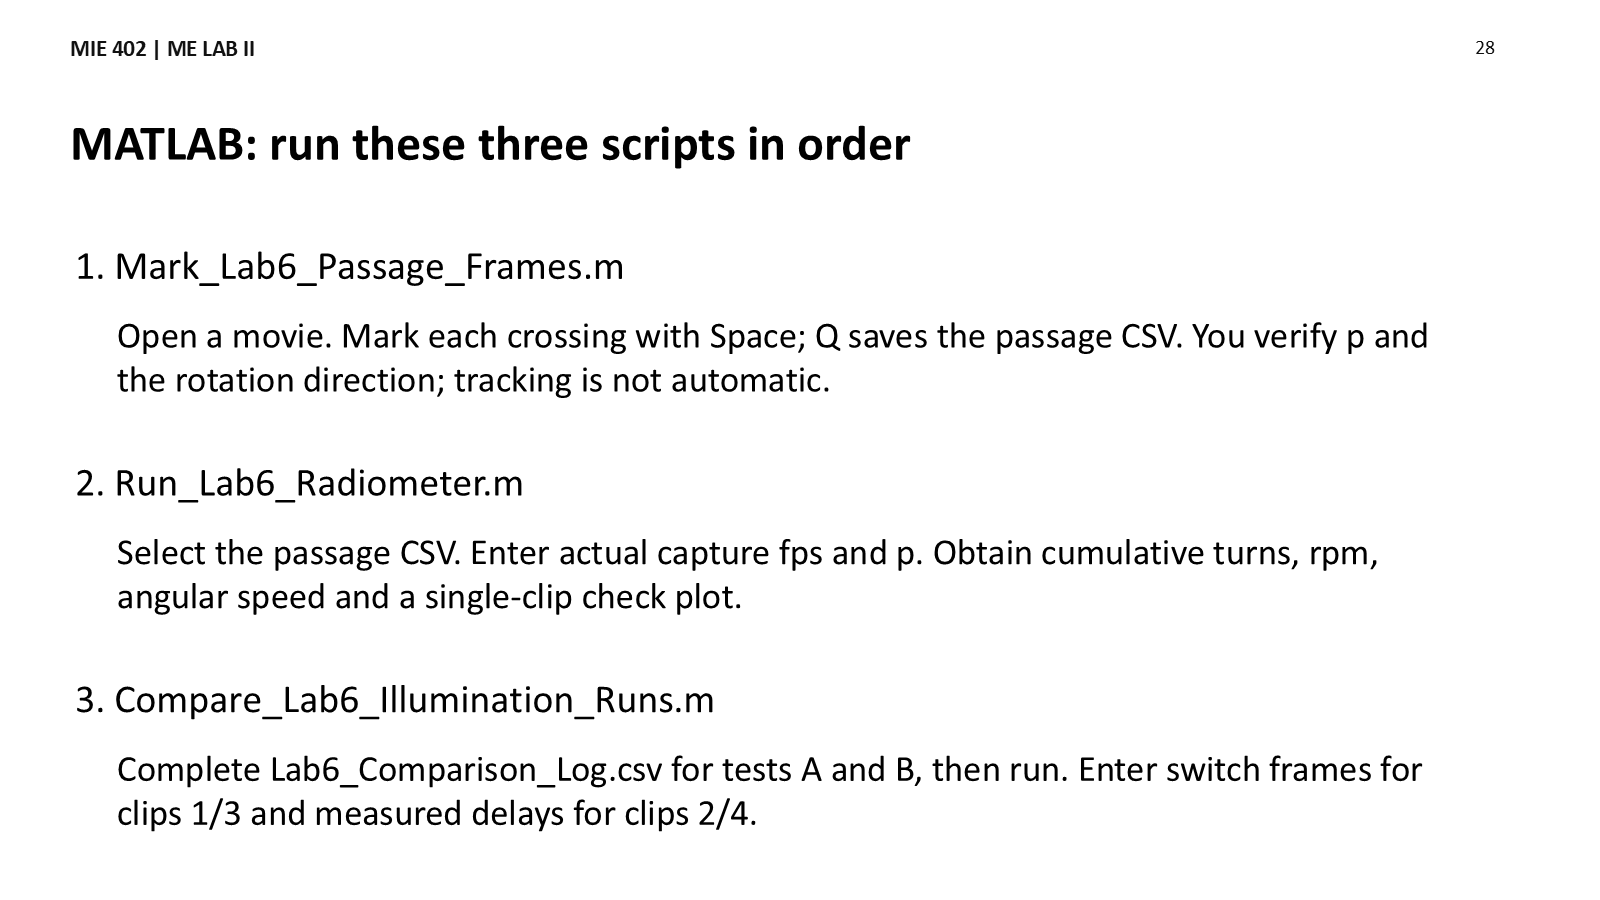 MIE 402 | ME LAB II
28
MATLAB: run these three scripts in order
1. Mark_Lab6_Passage_Frames.m
Open a movie. Mark each crossing with Space; Q saves the passage CSV. You verify p and
the rotation direction; tracking is not automatic.
2. Run_Lab6_Radiometer.m
Select the passage CSV. Enter actual capture fps and p. Obtain cumulative turns, rpm,
angular speed and a single-clip check plot.
3. Compare_Lab6_Illumination_Runs.m
Complete Lab6_Comparison_Log.csv for tests A and B, then run. Enter switch frames for
clips 1/3 and measured delays for clips 2/4.